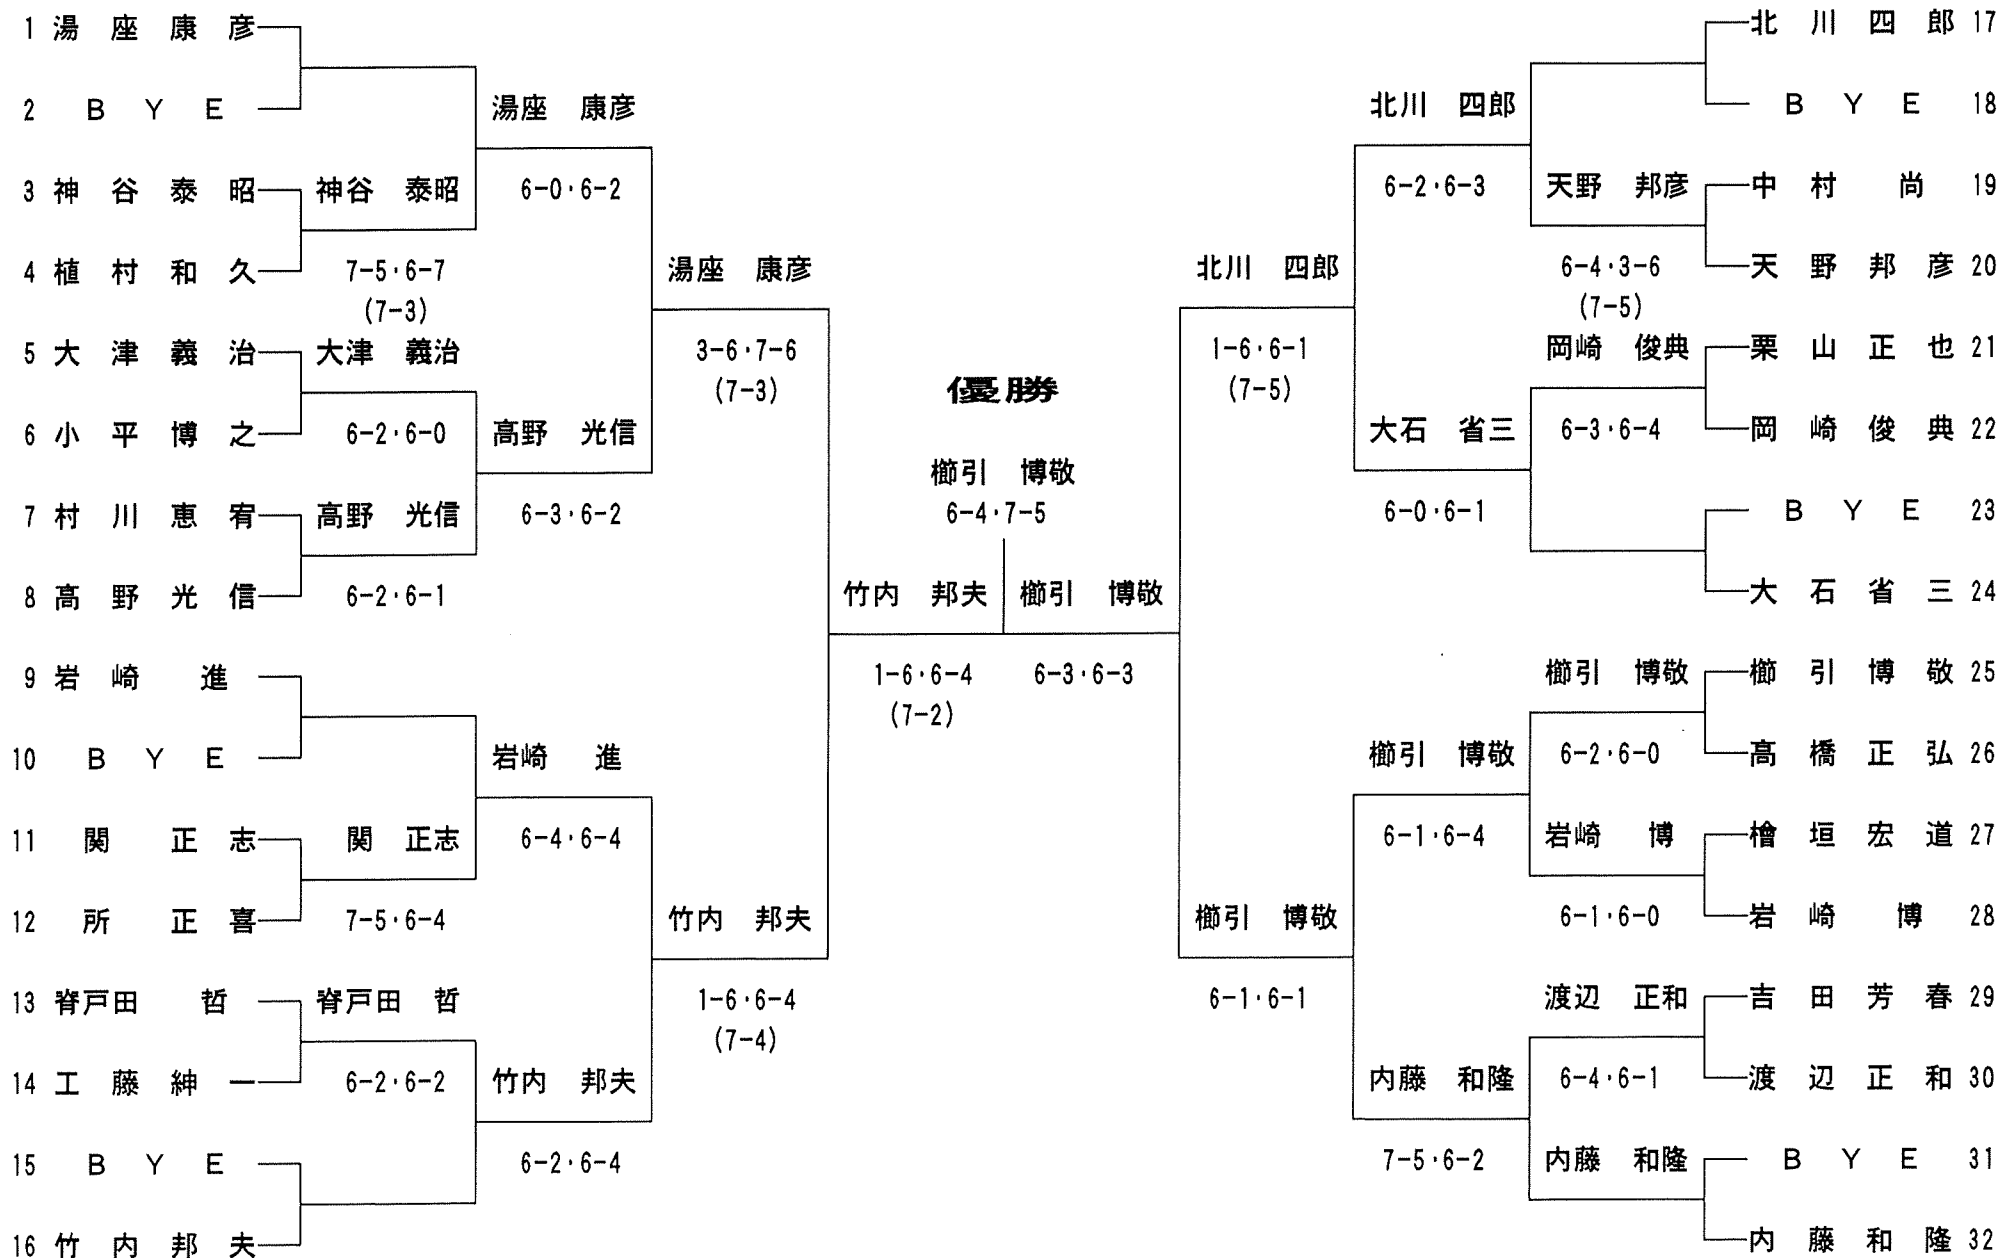 1 湯座康彦
2 BYE
3 神谷泰昭
4 植村和久
5 大津義治
6 小平博之
7 村川恵宥
8 高野光信
9 岩崎 進
10 BYE
11 関 正志
12 所 正喜
13 脊戸田 哲
14 工藤紳一
15 BYE
16 竹内邦夫
神谷 泰昭
7-5・6-7
(7-3)
大津 義治
6-2・6-0
高野 光信
6-2・6-1
関 正志
7-5・6-4
脊戸田 哲
6-2・6-2
湯座 康彦
6-0・6-2
高野 光信
6-3・6-2
岩崎 進
6-4・6-4
竹内 邦夫
6-2・6-4
湯座 康彦
3-6・7-6
(7-3)
竹内 邦夫
1-6・6-4
(7-4)
竹内 邦夫
1-6・6-4
(7-2)
優勝
櫛引 博敬
6-4・7-5
櫛引 博敬
6-3・6-3
北川 四郎
1-6・6-1
(7-5)
櫛引 博敬
6-1・6-1
北川 四郎
6-2・6-3
大石 省三
6-0・6-1
櫛引 博敬
6-1・6-4
内藤 和隆
7-5・6-2
天野 邦彦
6-4・3-6
(7-5)
岡崎 俊典
6-3・6-4
櫛引 博敬
6-2・6-0
岩崎 博
6-1・6-0
渡辺 正和
6-4・6-1
内藤 和隆
北川四郎 17
BYE 18
中村 尚 19
天野邦彦 20
栗山正也 21
岡崎俊典 22
BYE 23
大石省三 24
櫛引博敬 25
高橋正弘 26
檜垣宏道 27
岩崎 博 28
吉田芳春 29
渡辺正和 30
BYE 31
内藤和隆 32